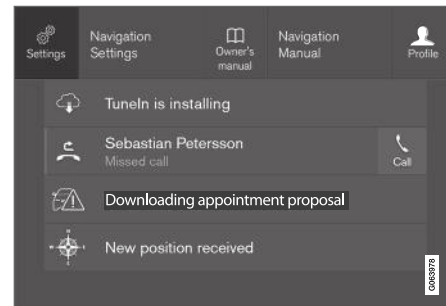 Settings
Navigation
Settings
Owner's
manual
Navigation
Manual
Profile
TuneIn is installing
Sebastian Petersson
Missed call
Call
Downloading appointment proposal
New position received
G063978